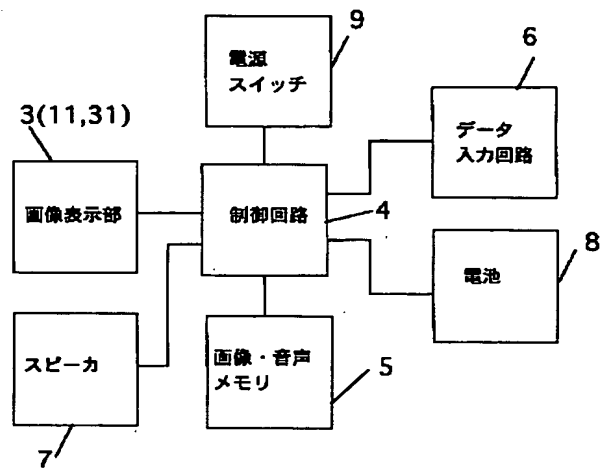 9
電源
スイッチ
6
データ
入力回路
3(11,31)
画像表示部
制御回路
4
電池
8
スピーカ
7
画像・音声
メモリ
5